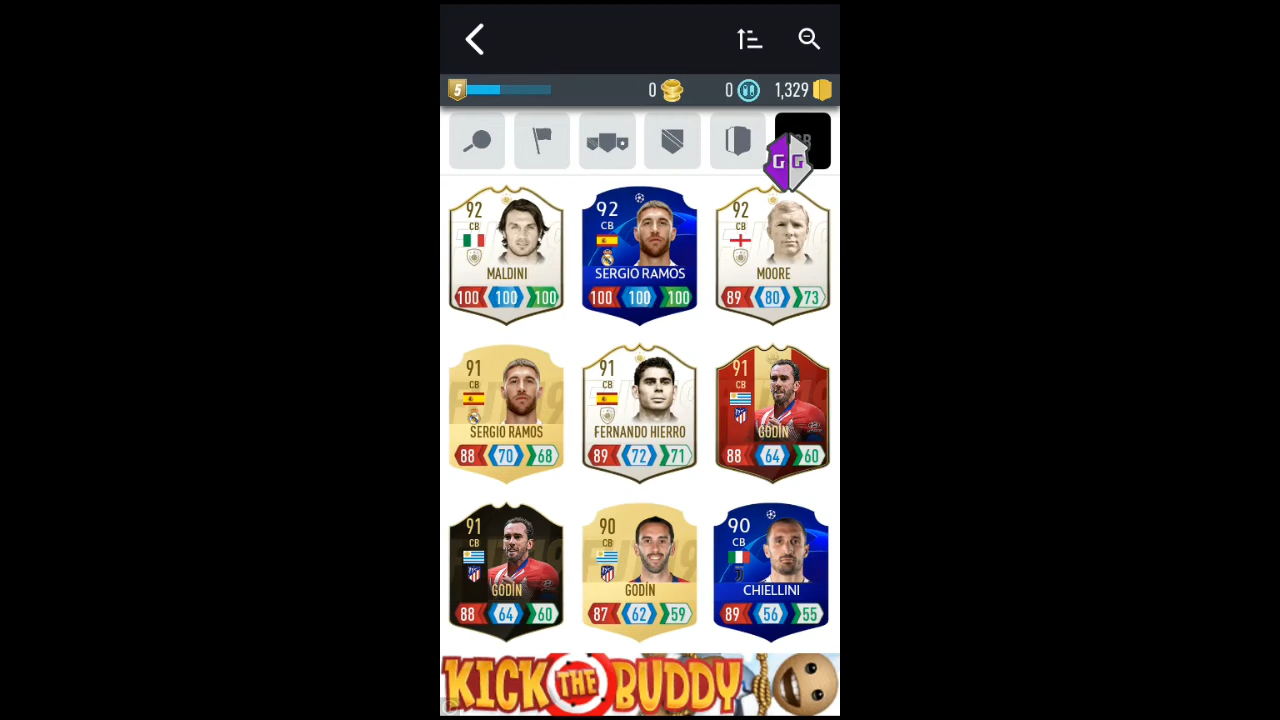 5 0 0 1,329
G G
92 92 92
CB CB CB
MALDINI SERGIO RAMOS MOORE
100 100 100 100 100 100 89 80 73
91 91 91
CB CB CB
SERGIO RAMOS FERNANDO HIERRO GODÍN
88 70 68 89 72 71 88 64 60
91 90 90
CB CB CB
GODÍN GODÍN CHIELLINI
88 64 60 87 62 59 89 56 55
KICK THE BUDDY